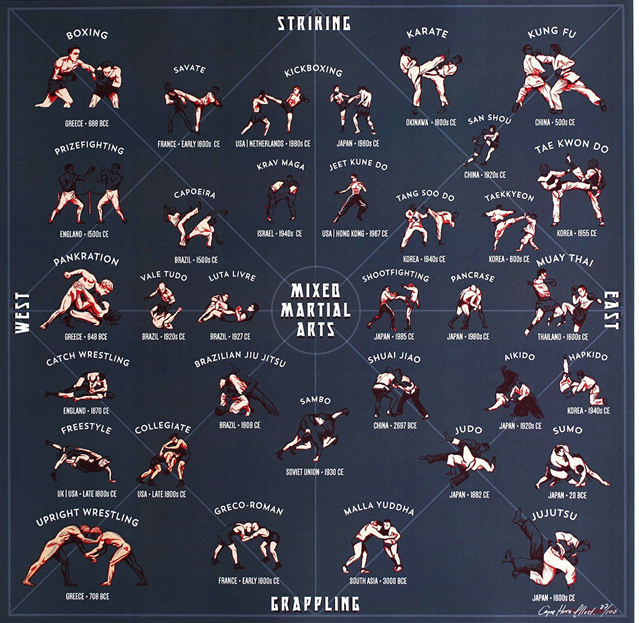 STRIKING
BOXING
GREECE • 688 BCE
SAVATE
FRANCE • EARLY 1800s CE
KICKBOXING
USA | NETHERLANDS • 1980s CE
JAPAN • 1960s CE
KARATE
OKINAWA • 1800s CE
KUNG FU
CHINA • 500s CE
SAN SHOU
CHINA • 1920s CE
PRIZEFIGHTING
ENGLAND • 1500s CE
CAPOEIRA
BRAZIL • 1500s CE
KRAV MAGA
ISRAEL • 1940s CE
JEET KUNE DO
USA | HONG KONG • 1967 CE
TANG SOO DO
KOREA • 1940s CE
TAEKKYEON
KOREA • 600s CE
TAE KWON DO
KOREA • 1955 CE
WEST
PANKRATION
GREECE • 648 BCE
VALE TUDO
BRAZIL • 1920s CE
LUTA LIVRE
BRAZIL • 1927 CE
MIXED
MARTIAL
ARTS
SHOOTFIGHTING
JAPAN • 1985 CE
PANCRASE
JAPAN • 1980s CE
MUAY THAI
THAILAND • 1600s CE
EAST
CATCH WRESTLING
ENGLAND • 1870 CE
BRAZILIAN JIU JITSU
BRAZIL • 1909 CE
SAMBO
SOVIET UNION • 1930 CE
SHUAI JIAO
CHINA • 2697 BCE
AIKIDO
JAPAN • 1920s CE
HAPKIDO
KOREA • 1940s CE
FREESTYLE
UK | USA • LATE 1800s CE
COLLEGIATE
USA • LATE 1800s CE
JUDO
JAPAN • 1882 CE
SUMO
JAPAN • 20 BCE
UPRIGHT WRESTLING
GREECE • 708 BCE
GRECO-ROMAN
FRANCE • EARLY 1800s CE
MALLA YUDDHA
SOUTH ASIA • 3000 BCE
JUJUTSU
JAPAN • 1600s CE
GRAPPLING